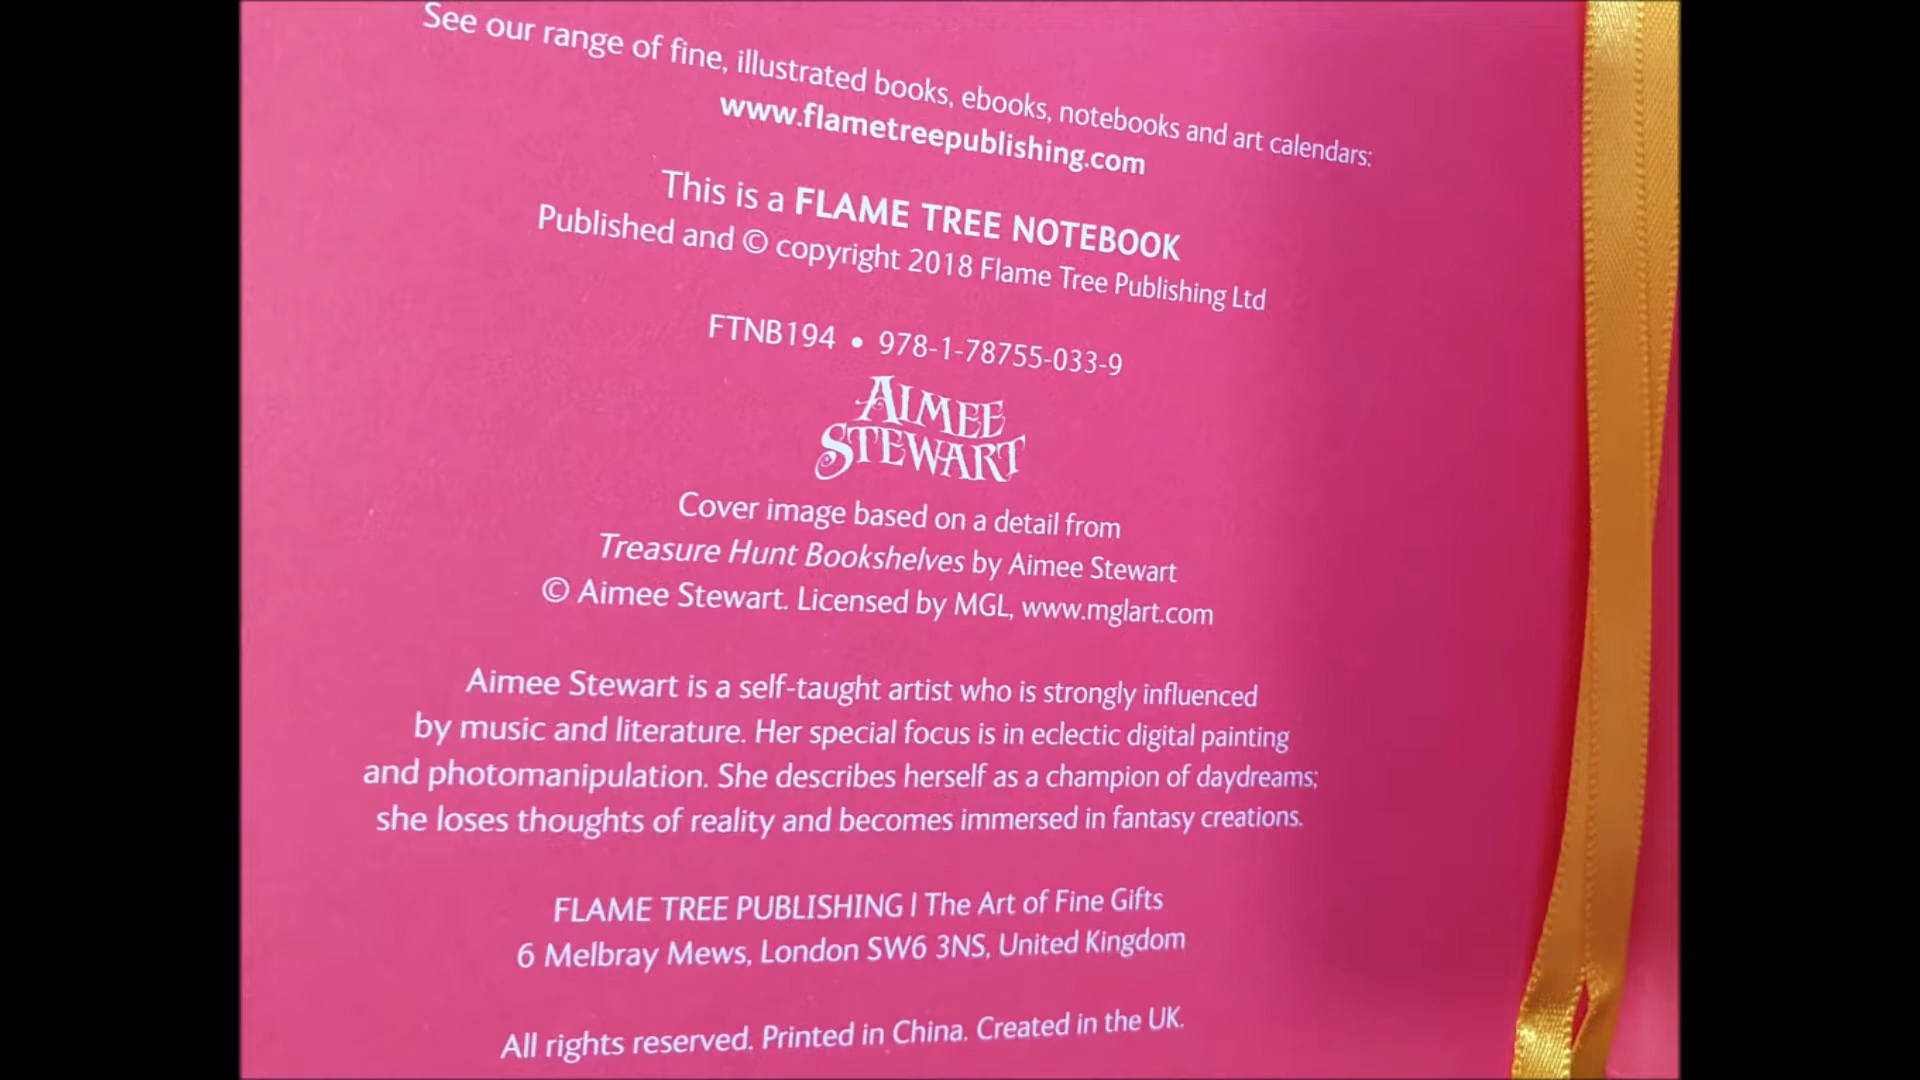 See our range of fine, illustrated books, ebooks, notebooks and art calendars:
www.flametreepublishing.com
This is a FLAME TREE NOTEBOOK
Published and © copyright 2018 Flame Tree Publishing Ltd
FTNB194 • 978-1-78755-033-9
AIMEE
STEWART
Cover image based on a detail from
Treasure Hunt Bookshelves by Aimee Stewart
© Aimee Stewart. Licensed by MGL, www.mglart.com
Aimee Stewart is a self-taught artist who is strongly influenced
by music and literature. Her special focus is in eclectic digital painting
and photomanipulation. She describes herself as a champion of daydreams;
she loses thoughts of reality and becomes immersed in fantasy creations.
FLAME TREE PUBLISHING | The Art of Fine Gifts
6 Melbray Mews, London SW6 3NS, United Kingdom
All rights reserved. Printed in China. Created in the UK.